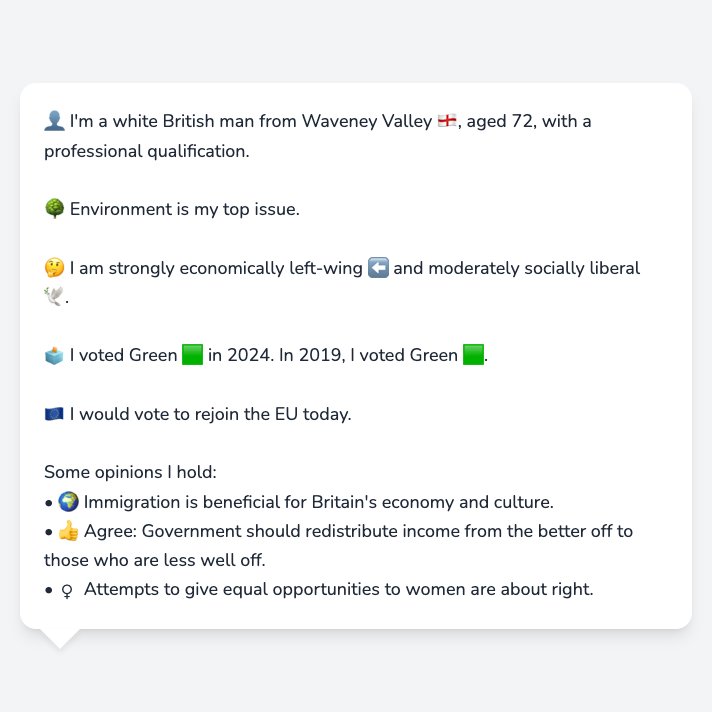 👤 I'm a white British man from Waveney Valley 🏴󠁧󠁢󠁥󠁮󠁧󠁿, aged 72, with a
professional qualification.
🌳 Environment is my top issue.
🤔 I am strongly economically left-wing ⬅️ and moderately socially liberal
🕊️.
🗳️ I voted Green 🟩 in 2024. In 2019, I voted Green 🟩.
🇪🇺 I would vote to rejoin the EU today.
Some opinions I hold:
• 🌍 Immigration is beneficial for Britain's economy and culture.
• 👍 Agree: Government should redistribute income from the better off to
those who are less well off.
• ♀ Attempts to give equal opportunities to women are about right.